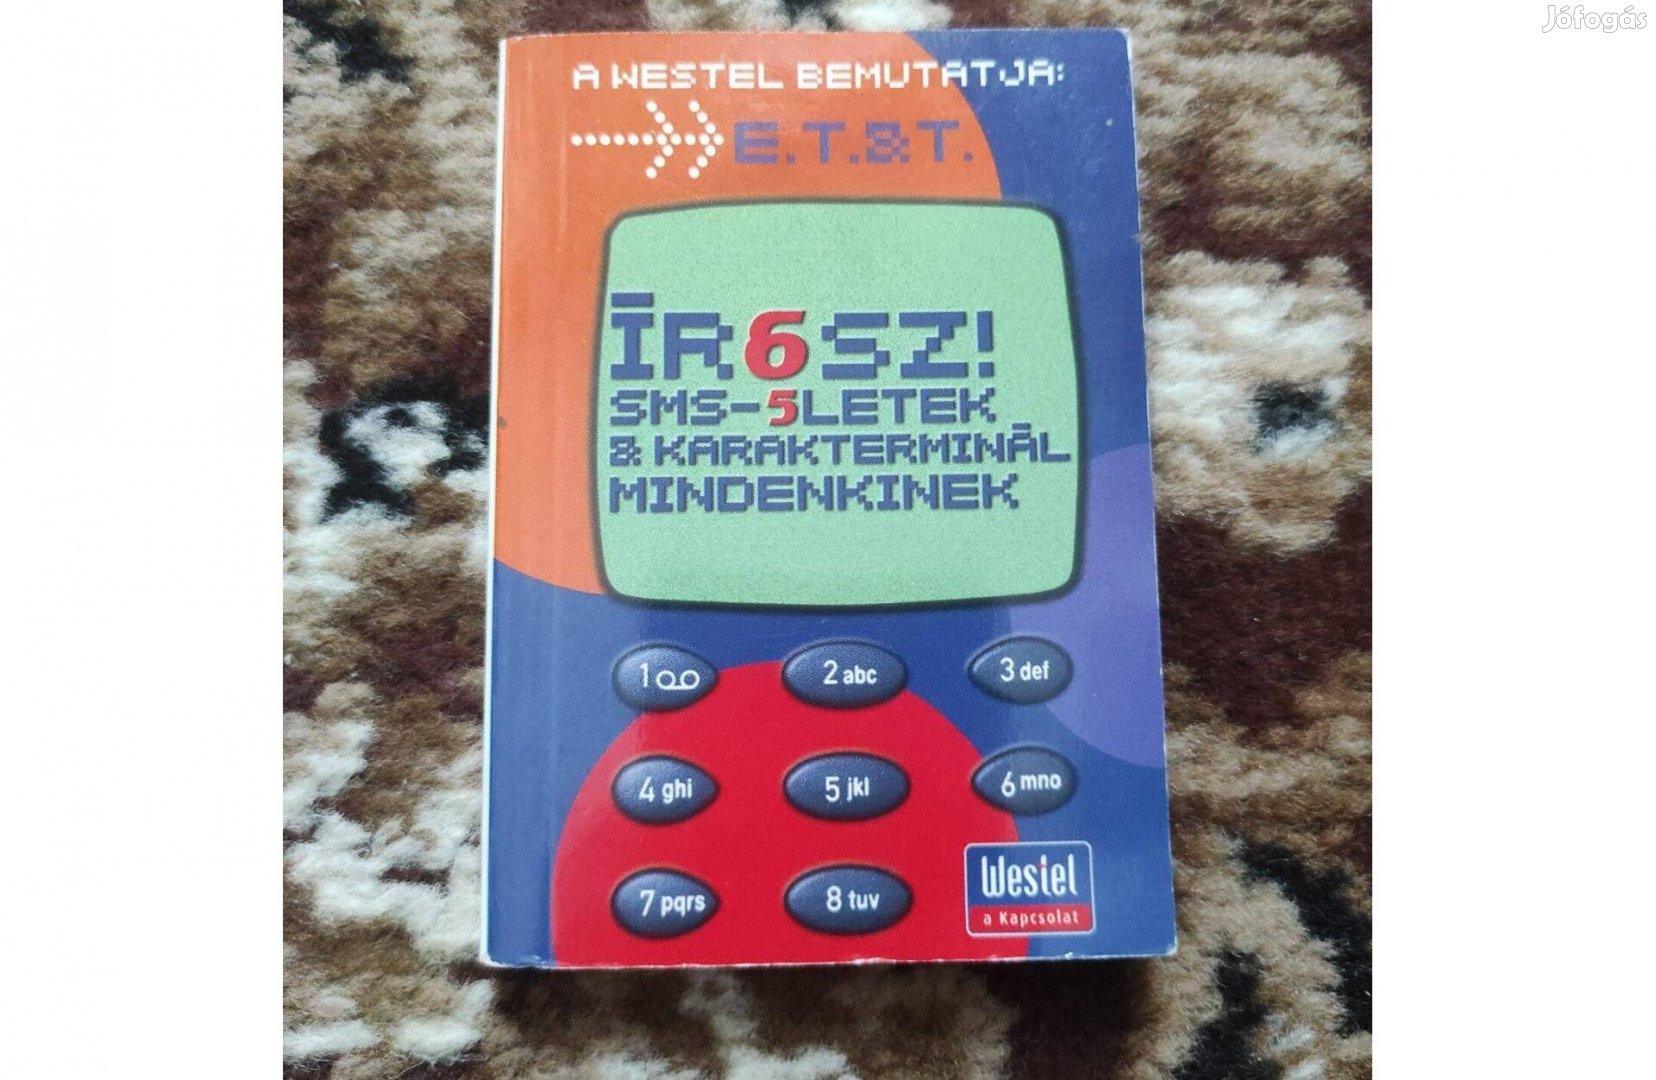 Jófogás
A WESTEL BEMUTATJA:
E.T.&T.
ÍR6SZ!
SMS-5LETEK
& KARAKTERMINÁL
MINDENKINEK
1
2 abc
3 def
4 ghi
5 jkl
6 mno
7 pqrs
8 tuv
Westel
a Kapcsolat